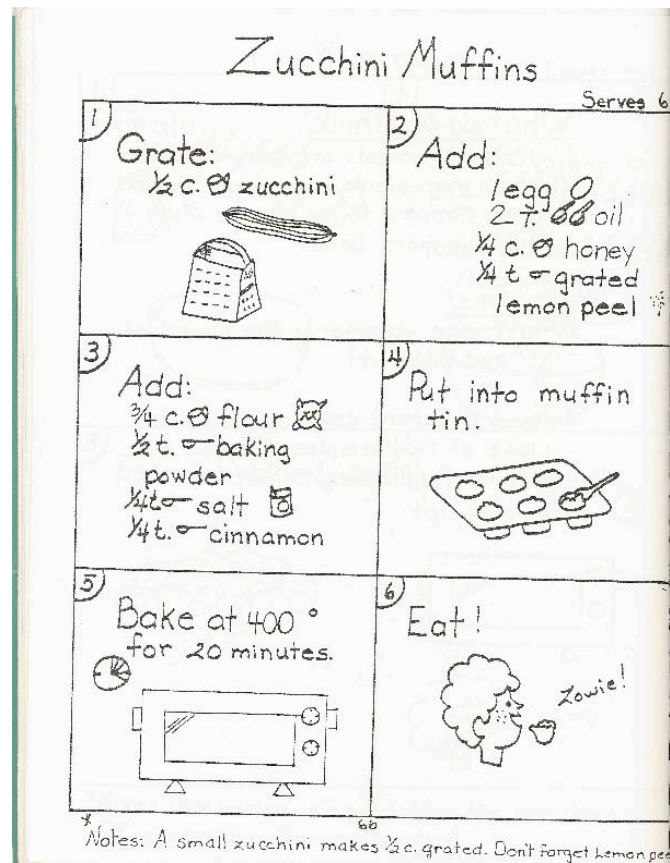 Zucchini Muffins
Serves 6
1
Grate:
½ c. zucchini
2
Add:
1 egg
2 T. oil
¼ c. honey
¼ t. grated
lemon peel
3
Add:
¾ c. flour
½ t. baking
powder
¼ t salt
¼ t. cinnamon
4
Put into muffin
tin.
5
Bake at 400°
for 20 minutes.
6
Eat!
Zowie!
66
*
Notes: A small zucchini makes ½ c. grated. Don't forget Lemon pee